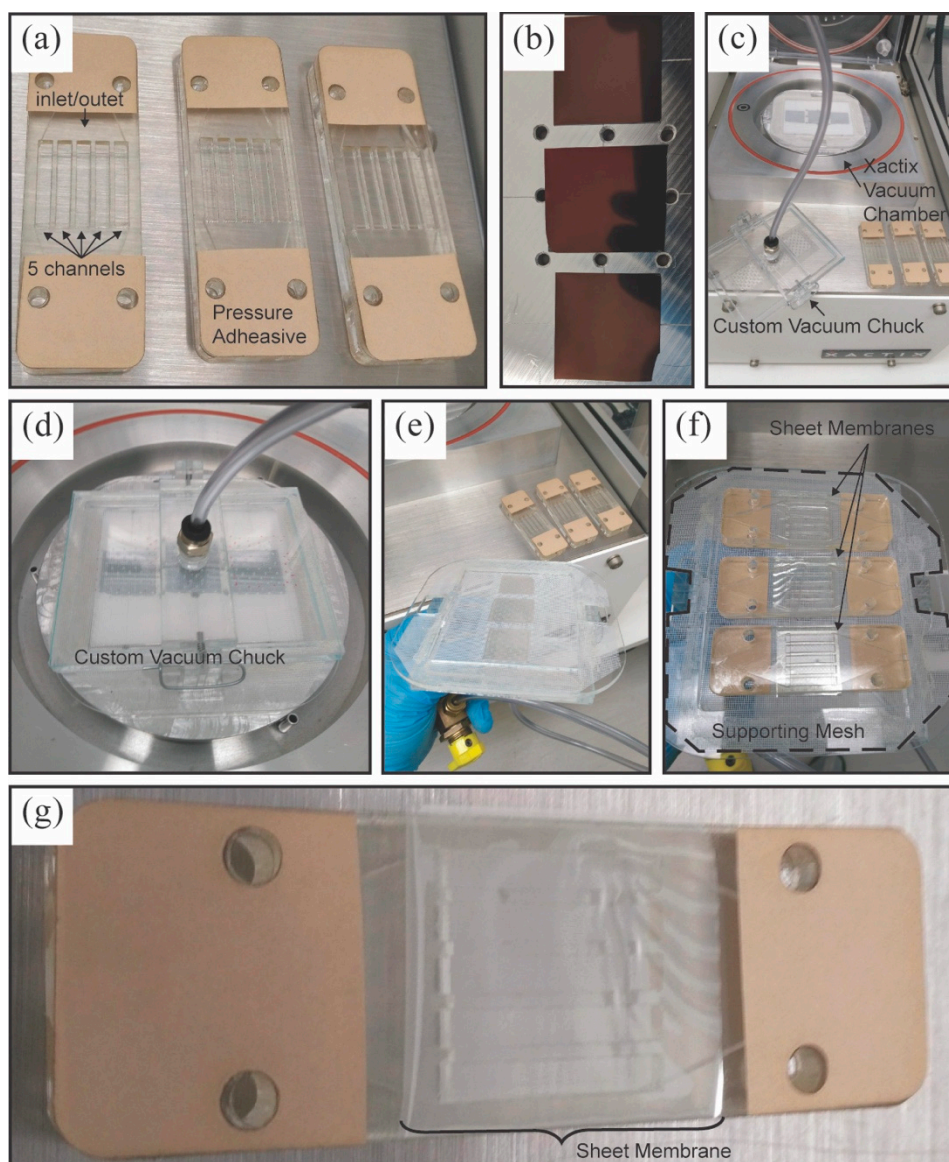 (a)
inlet/outet
5 channels
Pressure
Adheasive
(b)
(c)
Xactix
Vacuum
Chamber
Custom Vacuum Chuck
XACTIX
(d)
Custom Vacuum Chuck
(e)
(f)
Sheet Membranes
Supporting Mesh
(g)
Sheet Membrane